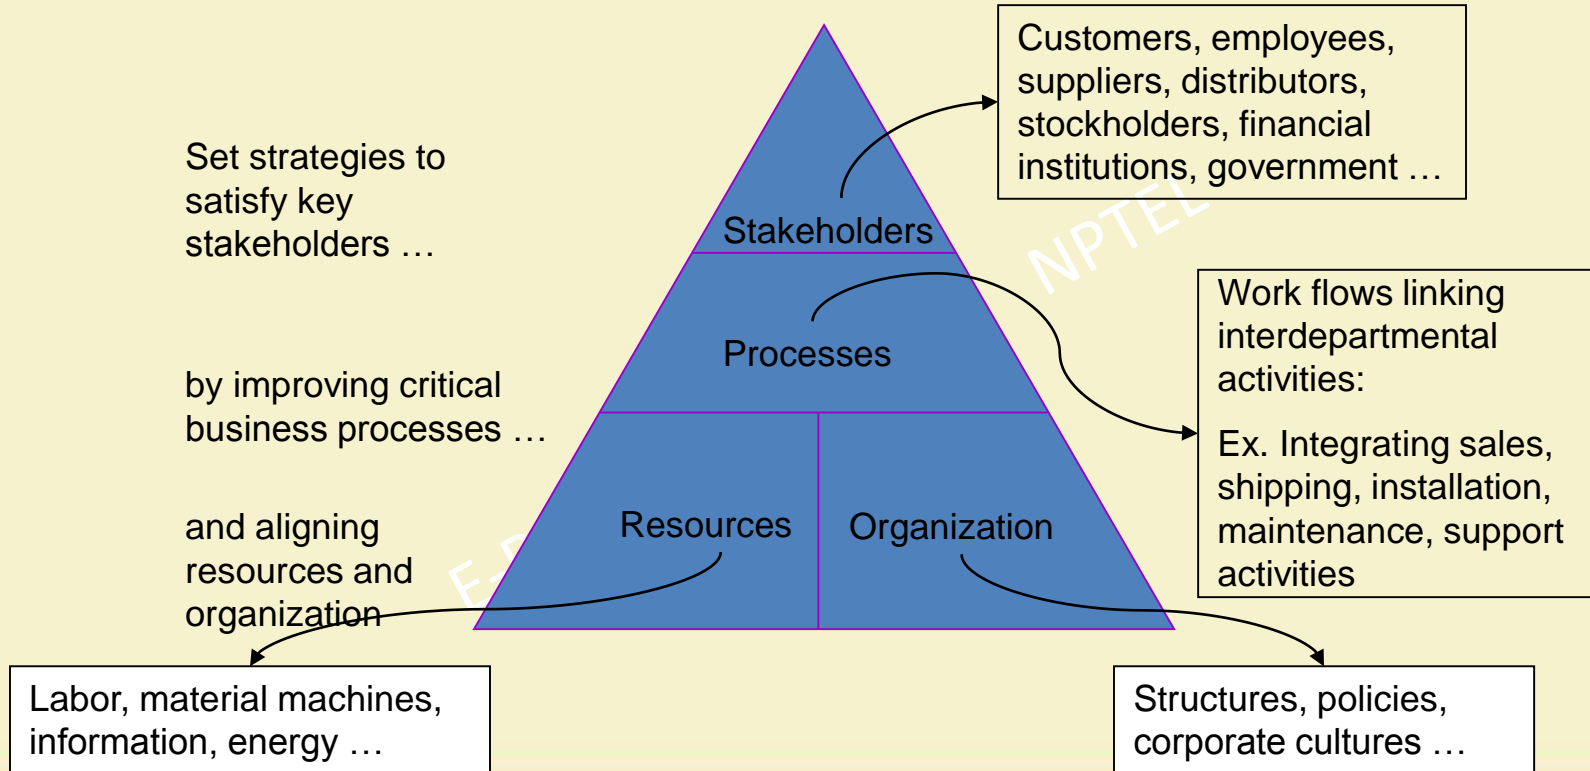 Customers, employees,
suppliers, distributors,
stockholders, financial
institutions, government …
Set strategies to
satisfy key
stakeholders …
Stakeholders
NPTEL
Work flows linking
interdepartmental
activities:
Ex. Integrating sales,
shipping, installation,
maintenance, support
activities
Processes
by improving critical
business processes …
and aligning
resources and
organization
Resources
Organization
Labor, material machines,
information, energy …
Structures, policies,
corporate cultures …